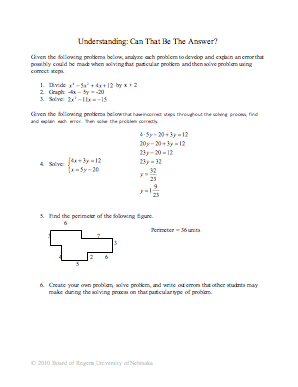 Understanding: Can That Be The Answer?
Given the following problems below, analyze each problem to develop and explain an error that
possibly could be made when solving that particular problem and then solve problem using
correct steps.
1. Divide x³ − 5x² + 4x + 12 by x + 2
2. Graph: -4x – 5y = -20
3. Solve: 2x² − 11x = −15
Given the following problems below that have incorrect steps throughout the solving process, find
and explain each error. Then solve the problem correctly.
4. Solve: {4x + 3y = 12
{x = 5y − 20
4·5y − 20 + 3y = 12
20y − 20 + 3y = 12
23y − 20 = 12
23y = 32
y = 32/23
y = 1 9/23
5. Find the perimeter of the following figure.
Perimeter = 36 units
6
7
3
2 6
5
6. Create your own problem, solve problem, and write out errors that other students may
make during the solving process on that particular type of problem.
© 2010 Board of Regents University of Nebraska